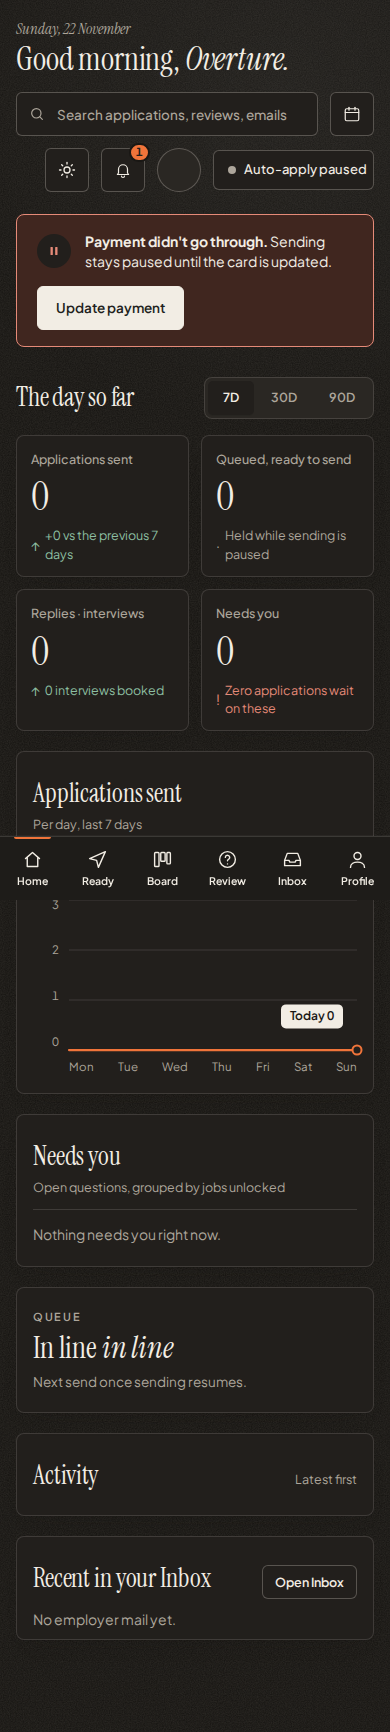 Sunday, 22 November
Good morning, Overture.
Search applications, reviews, emails
1
Auto-apply paused
Payment didn't go through. Sending
stays paused until the card is updated.
Update payment
The day so far
7D 30D 90D
Applications sent
0
↑ +0 vs the previous 7
days
Queued, ready to send
0
· Held while sending is
paused
Replies · interviews
0
↑ 0 interviews booked
Needs you
0
! Zero applications wait
on these
Applications sent
Per day, last 7 days
Home Ready Board Review Inbox Profile
3
2
1
Today 0
0
Mon Tue Wed Thu Fri Sat Sun
Needs you
Open questions, grouped by jobs unlocked
Nothing needs you right now.
QUEUE
In line in line
Next send once sending resumes.
Activity
Latest first
Recent in your Inbox
Open Inbox
No employer mail yet.